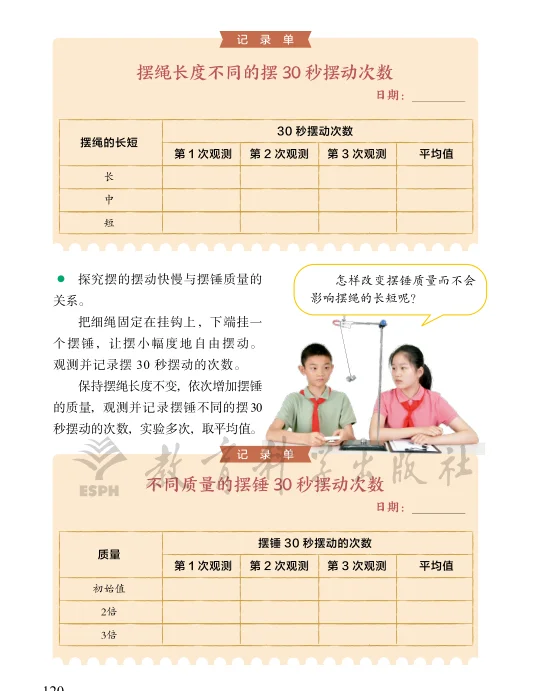 记 录 单
摆绳长度不同的摆 30 秒摆动次数
日期：________
摆绳的长短
30 秒摆动次数
第 1 次观测 第 2 次观测 第 3 次观测 平均值
长
中
短
● 探究摆的摆动快慢与摆锤质量的
关系。
把细绳固定在挂钩上，下端挂一
个摆锤，让摆小幅度地自由摆动。
观测并记录摆 30 秒摆动的次数。
保持摆绳长度不变，依次增加摆锤
的质量，观测并记录摆锤不同的摆30
秒摆动的次数，实验多次，取平均值。
怎样改变摆锤质量而不会
影响摆绳的长短呢？
ESPH
教育科学出版社
记 录 单
不同质量的摆锤 30 秒摆动次数
日期：________
质量
摆锤 30 秒摆动的次数
第 1 次观测 第 2 次观测 第 3 次观测 平均值
初始值
2倍
3倍